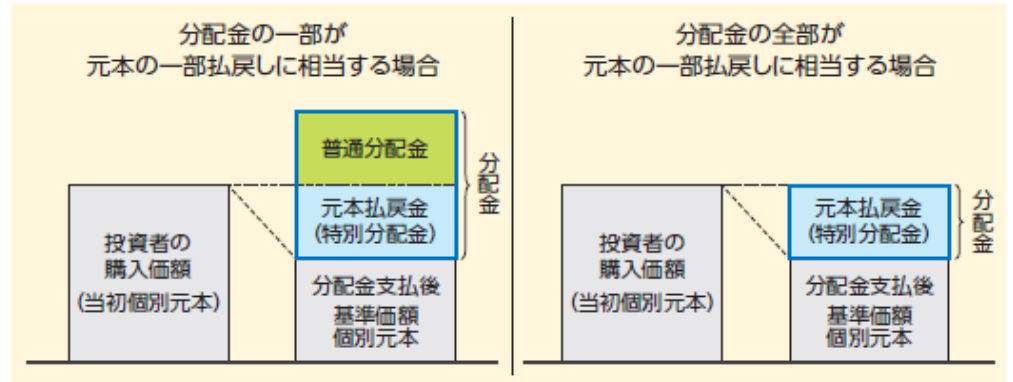 分配金の一部が
元本の一部払戻しに相当する場合
普通分配金
元本払戻金
(特別分配金)
分配金
投資者の
購入価額
(当初個別元本)
分配金支払後
基準価額
個別元本
分配金の全部が
元本の一部払戻しに相当する場合
元本払戻金
(特別分配金)
分配金
投資者の
購入価額
(当初個別元本)
分配金支払後
基準価額
個別元本